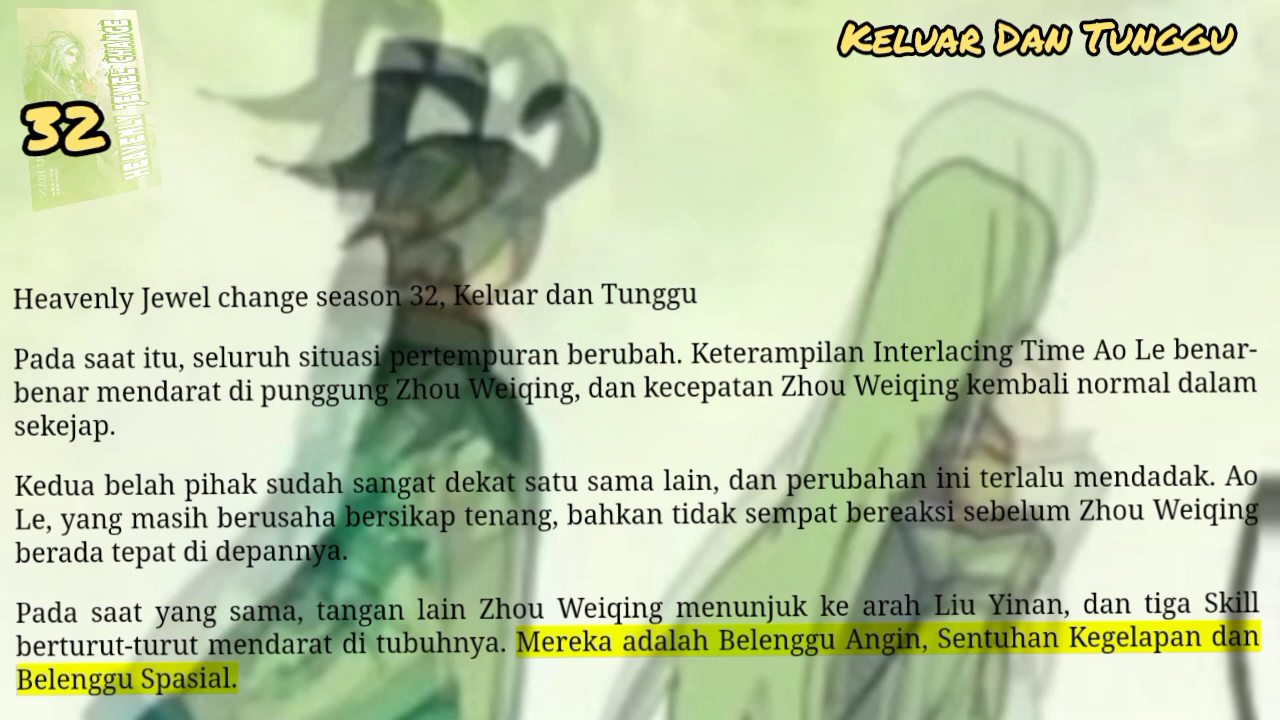 Keluar Dan Tunggu
HEAVENLY JEWEL CHANGE
32
Heavenly Jewel change season 32, Keluar dan Tunggu
Pada saat itu, seluruh situasi pertempuran berubah. Keterampilan Interlacing Time Ao Le benar-
benar mendarat di punggung Zhou Weiqing, dan kecepatan Zhou Weiqing kembali normal dalam
sekejap.
Kedua belah pihak sudah sangat dekat satu sama lain, dan perubahan ini terlalu mendadak. Ao
Le, yang masih berusaha bersikap tenang, bahkan tidak sempat bereaksi sebelum Zhou Weiqing
berada tepat di depannya.
Pada saat yang sama, tangan lain Zhou Weiqing menunjuk ke arah Liu Yinan, dan tiga Skill
berturut-turut mendarat di tubuhnya. Mereka adalah Belenggu Angin, Sentuhan Kegelapan dan
Belenggu Spasial.